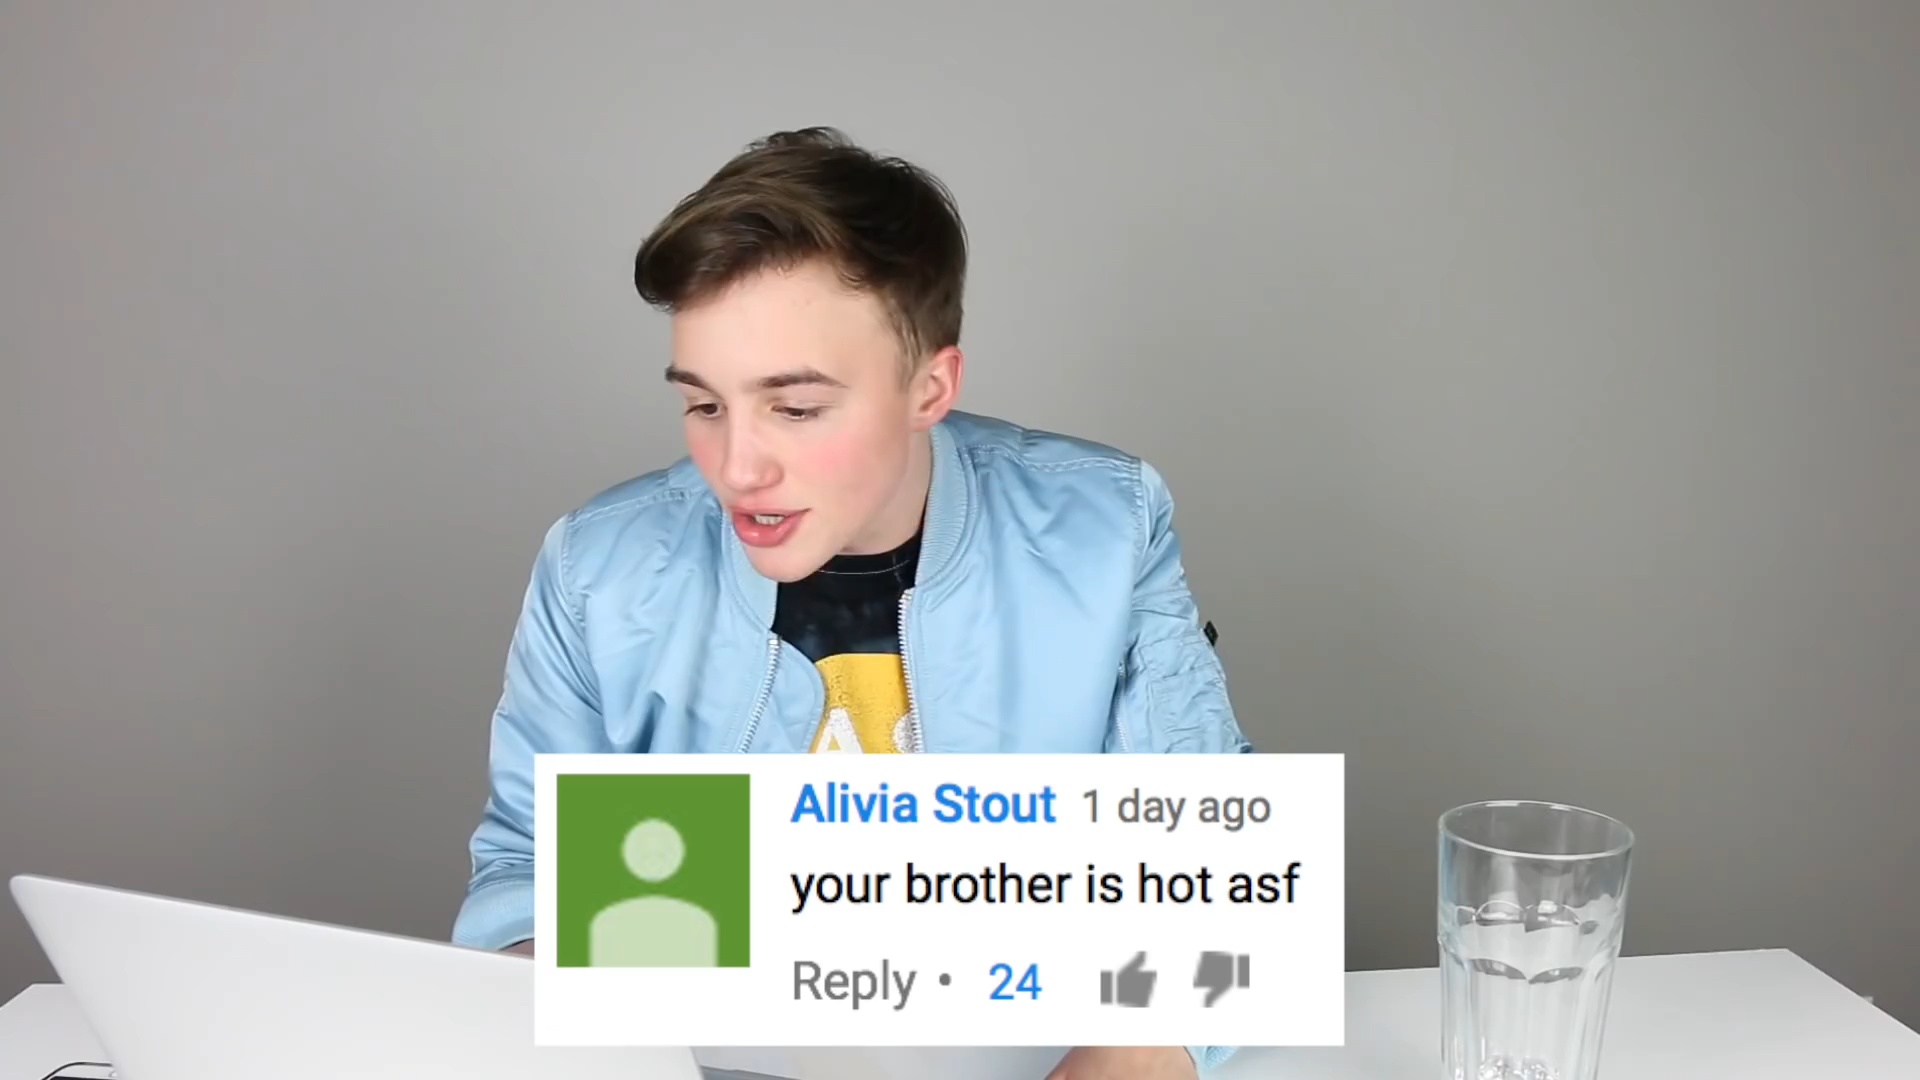 A
Alivia Stout 1 day ago
your brother is hot asf
Reply • 24